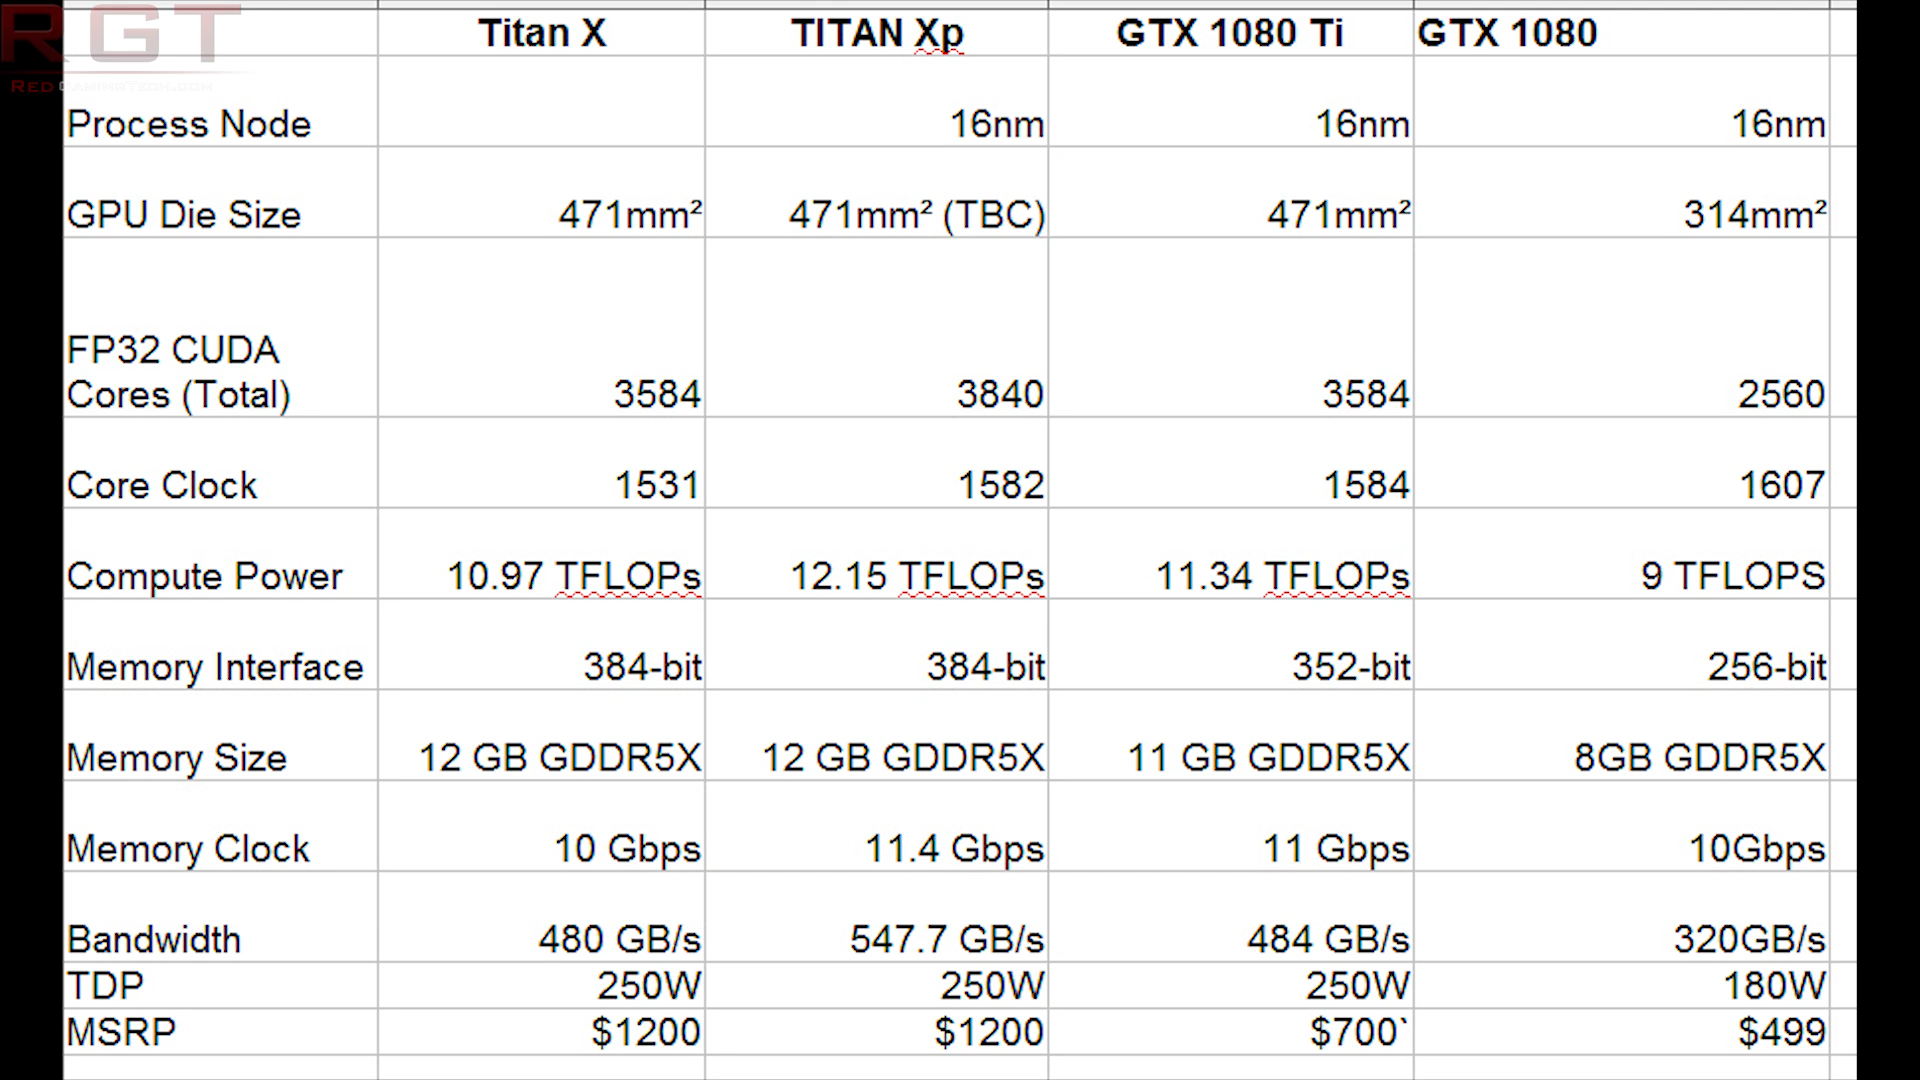 RGT
REDGAMINGTECH.COM
Titan X TITAN Xp GTX 1080 Ti GTX 1080
Process Node 16nm 16nm 16nm
GPU Die Size 471mm² 471mm² (TBC) 471mm² 314mm²
FP32 CUDA
Cores (Total) 3584 3840 3584 2560
Core Clock 1531 1582 1584 1607
Compute Power 10.97 TFLOPs 12.15 TFLOPs 11.34 TFLOPs 9 TFLOPS
Memory Interface 384-bit 384-bit 352-bit 256-bit
Memory Size 12 GB GDDR5X 12 GB GDDR5X 11 GB GDDR5X 8GB GDDR5X
Memory Clock 10 Gbps 11.4 Gbps 11 Gbps 10Gbps
Bandwidth 480 GB/s 547.7 GB/s 484 GB/s 320GB/s
TDP 250W 250W 250W 180W
MSRP $1200 $1200 $700` $499